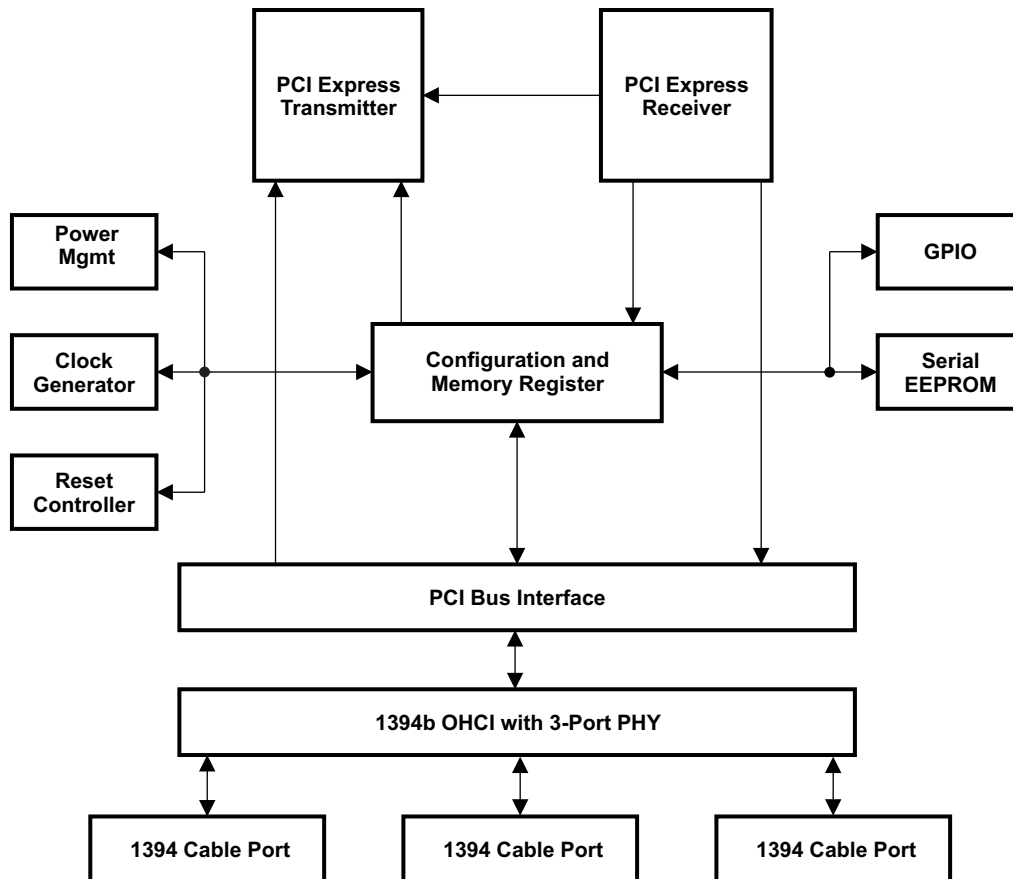 PCI Express
Transmitter
PCI Express
Receiver
Power
Mgmt
GPIO
Clock
Generator
Configuration and
Memory Register
Serial
EEPROM
Reset
Controller
PCI Bus Interface
1394b OHCI with 3-Port PHY
1394 Cable Port
1394 Cable Port
1394 Cable Port